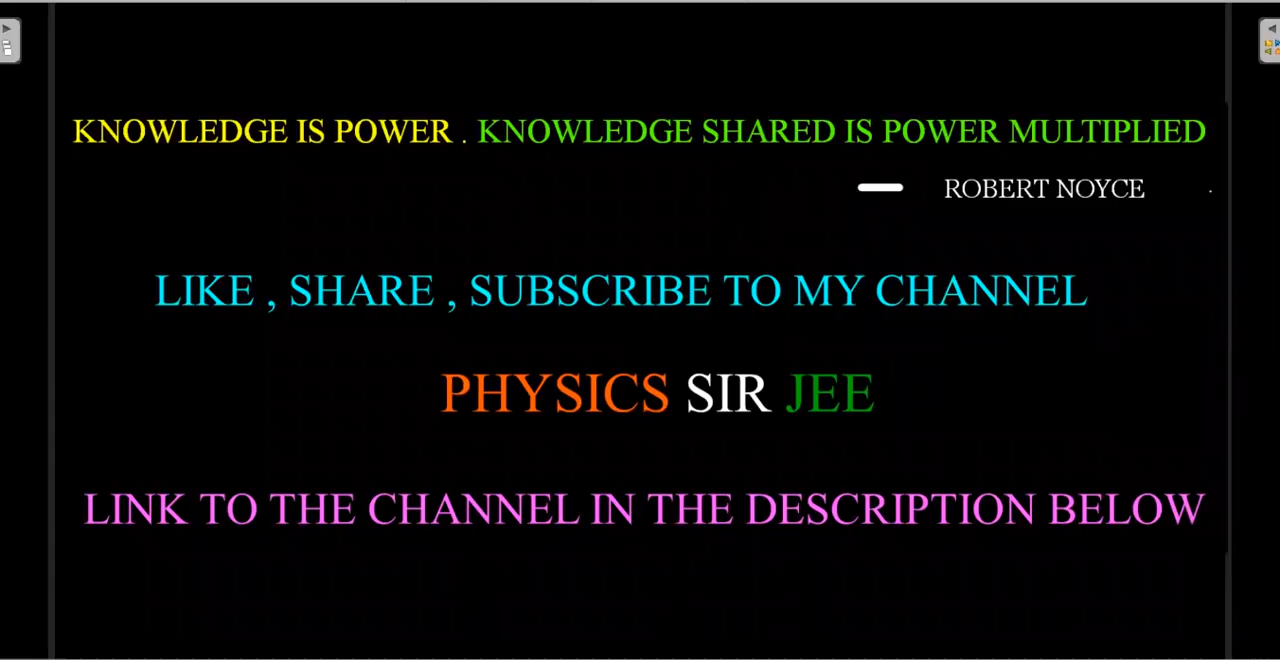 KNOWLEDGE IS POWER . KNOWLEDGE SHARED IS POWER MULTIPLIED
— ROBERT NOYCE .
LIKE , SHARE , SUBSCRIBE TO MY CHANNEL
PHYSICS SIR JEE
LINK TO THE CHANNEL IN THE DESCRIPTION BELOW